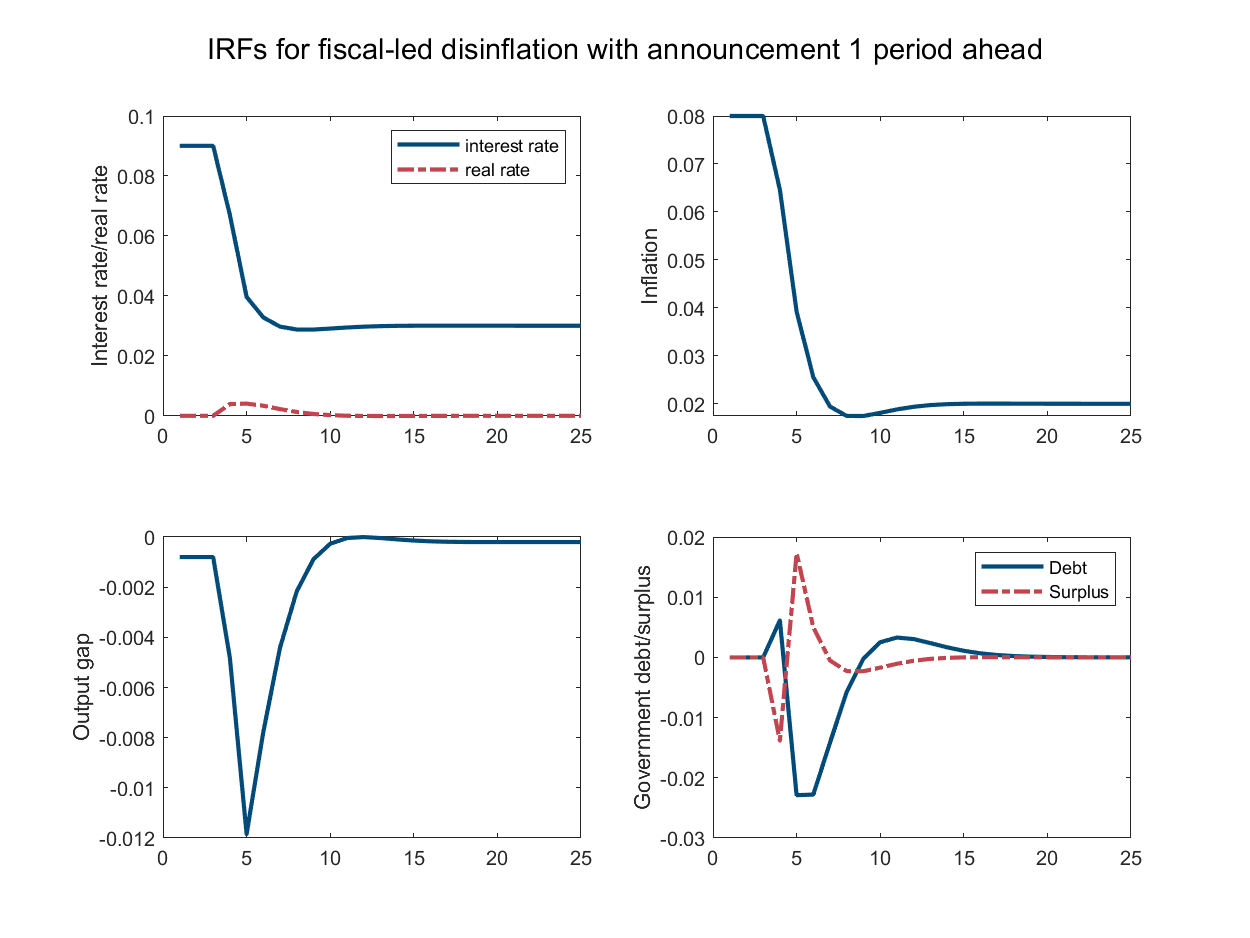 IRFs for fiscal-led disinflation with announcement 1 period ahead
Interest rate/real rate
0.1
0.08
0.06
0.04
0.02
0
interest rate
real rate
0 5 10 15 20 25
Inflation
0.08
0.07
0.06
0.05
0.04
0.03
0.02
0 5 10 15 20 25
Output gap
0
-0.002
-0.004
-0.006
-0.008
-0.01
-0.012
0 5 10 15 20 25
Government debt/surplus
0.02
0.01
0
-0.01
-0.02
-0.03
Debt
Surplus
0 5 10 15 20 25